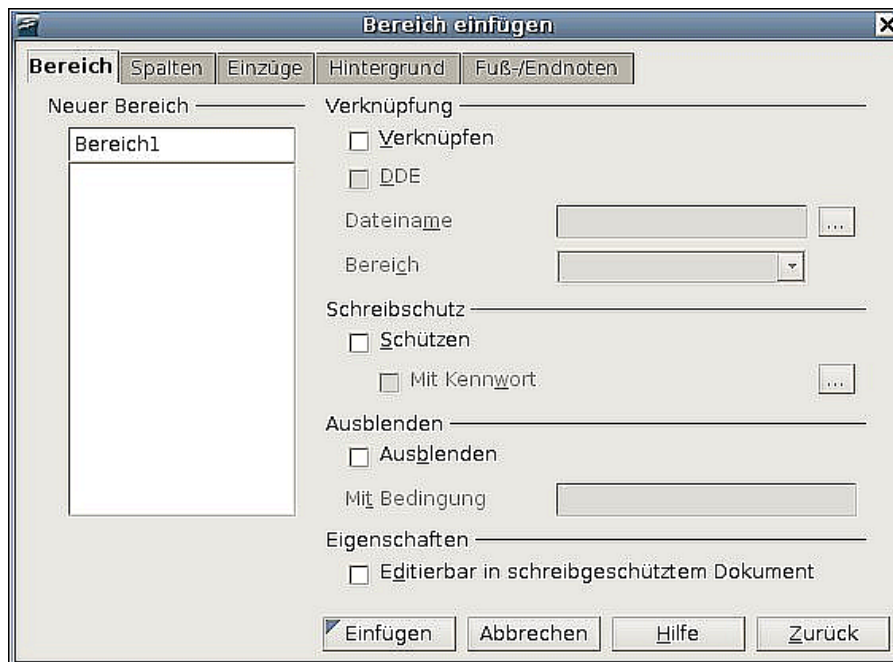 Bereich einfügen
Bereich Spalten Einzüge Hintergrund Fuß-/Endnoten
Neuer Bereich
Bereich1
Verknüpfung
Verknüpfen
DDE
Dateiname ...
Bereich
Schreibschutz
Schützen
Mit Kennwort ...
Ausblenden
Ausblenden
Mit Bedingung
Eigenschaften
Editierbar in schreibgeschütztem Dokument
Einfügen Abbrechen Hilfe Zurück